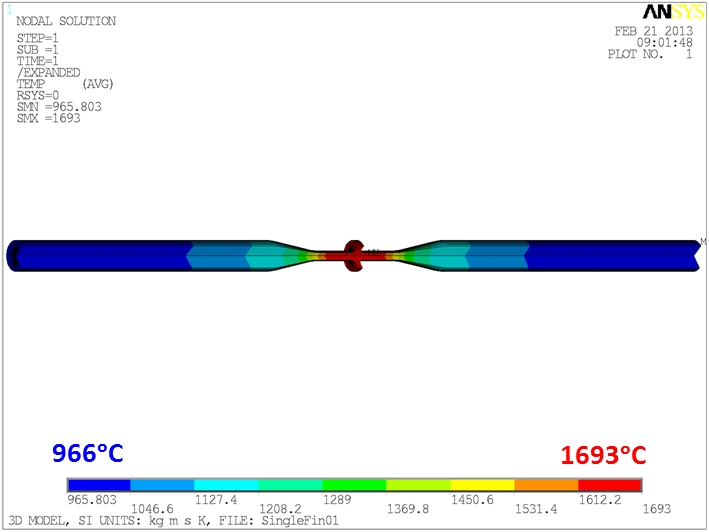 1
ANSYS
NODAL SOLUTION
STEP=1
SUB =1
TIME=1
/EXPANDED
TEMP (AVG)
RSYS=0
SMN =965.803
SMX =1693
FEB 21 2013
09:01:48
PLOT NO. 1
966°C 1693°C
965.803 1046.6 1127.4 1208.2 1289 1369.8 1450.6 1531.4 1612.2 1693
3D MODEL, SI UNITS: kg m s K, FILE: SingleFin01